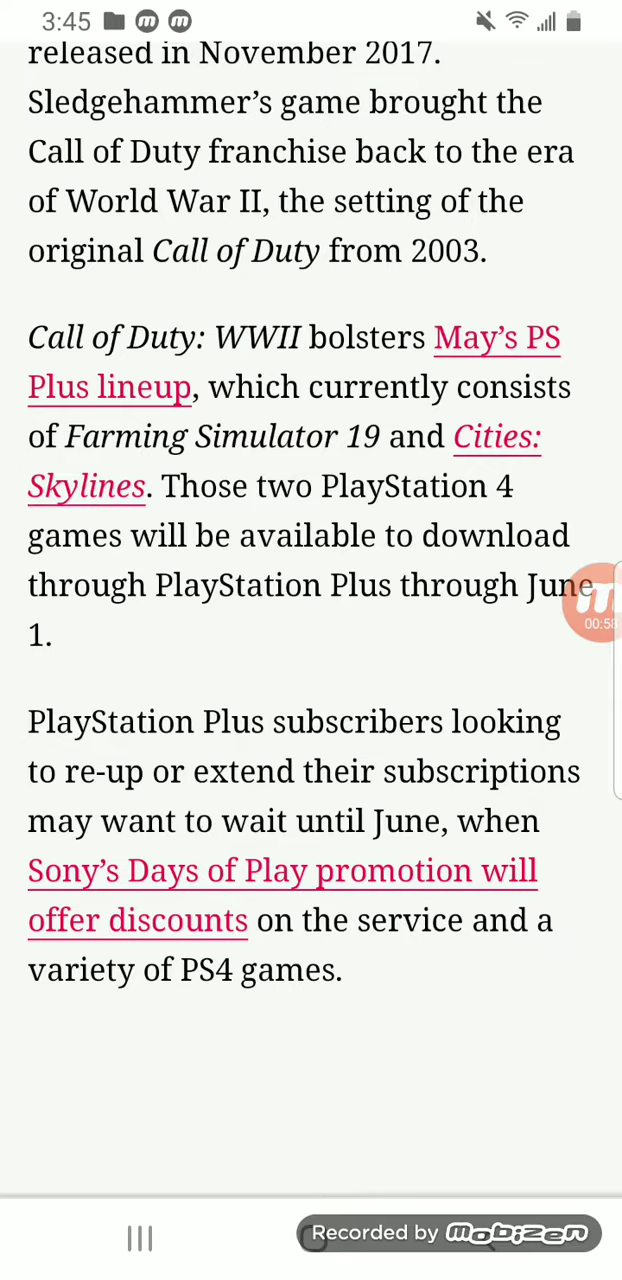 3:45
released in November 2017.
Sledgehammer's game brought the
Call of Duty franchise back to the era
of World War II, the setting of the
original Call of Duty from 2003.
Call of Duty: WWII bolsters May's PS
Plus lineup, which currently consists
of Farming Simulator 19 and Cities:
Skylines. Those two PlayStation 4
games will be available to download
through PlayStation Plus through June
1.
00:58
PlayStation Plus subscribers looking
to re-up or extend their subscriptions
may want to wait until June, when
Sony's Days of Play promotion will
offer discounts on the service and a
variety of PS4 games.
Recorded by mobizen